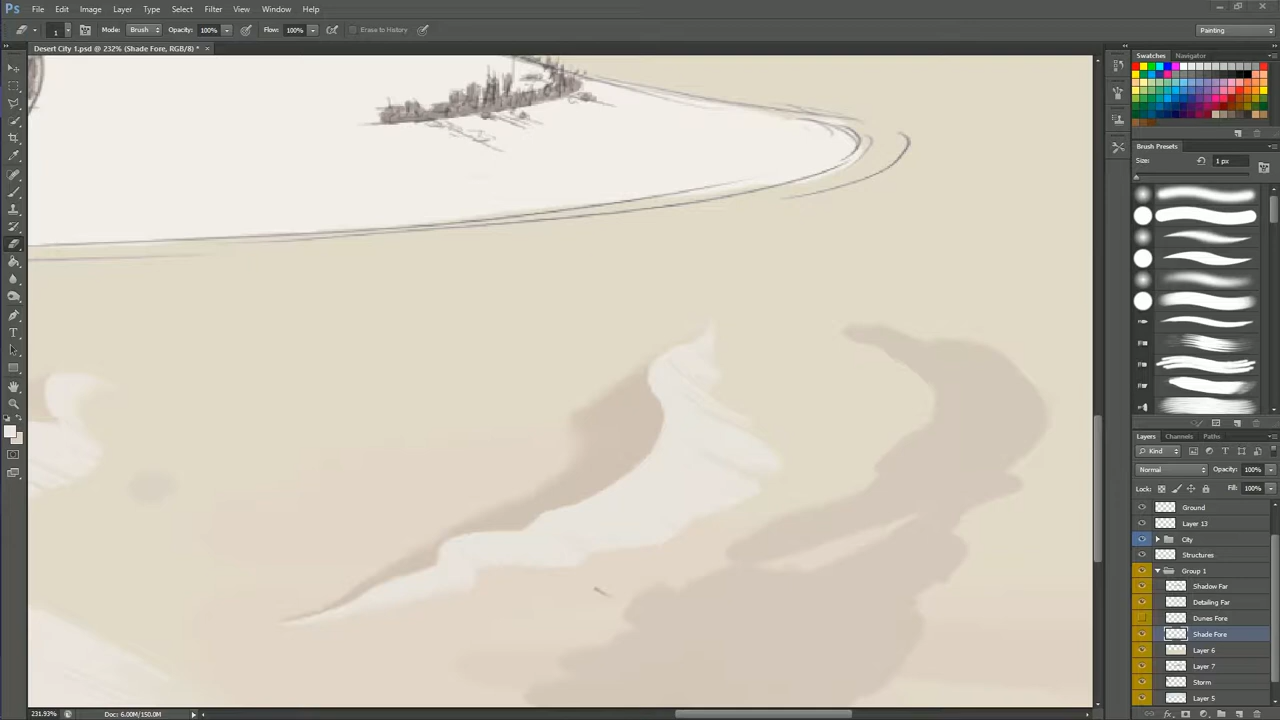 Ps File Edit Image Layer Type Select Filter View Window Help
1 Mode: Brush Opacity: 100% Flow: 100% Erase to History Painting
Desert City 1.psd @ 232% (Shade Fore, RGB/8) * ×
Swatches Navigator
Brush Presets
Size: 1 px
Layers Channels Paths
Kind
Normal Opacity: 100%
Lock: Fill: 100%
Ground
Layer 13
City
Structures
Group 1
Shadow Far
Detailing Far
Dunes Fore
Shade Fore
Layer 6
Layer 7
Storm
Layer 5
231.93% Doc: 6.00M/150.0M